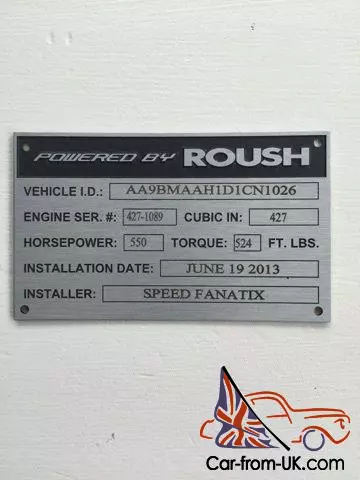 POWERED BY ROUSH
VEHICLE I.D.: AA9BMAAH1D1CN1026
ENGINE SER. #: 427-1089 CUBIC IN: 427
HORSEPOWER: 550 TORQUE: 524 FT. LBS.
INSTALLATION DATE: JUNE 19 2013
INSTALLER: SPEED FANATIX
Car-from-UK.com